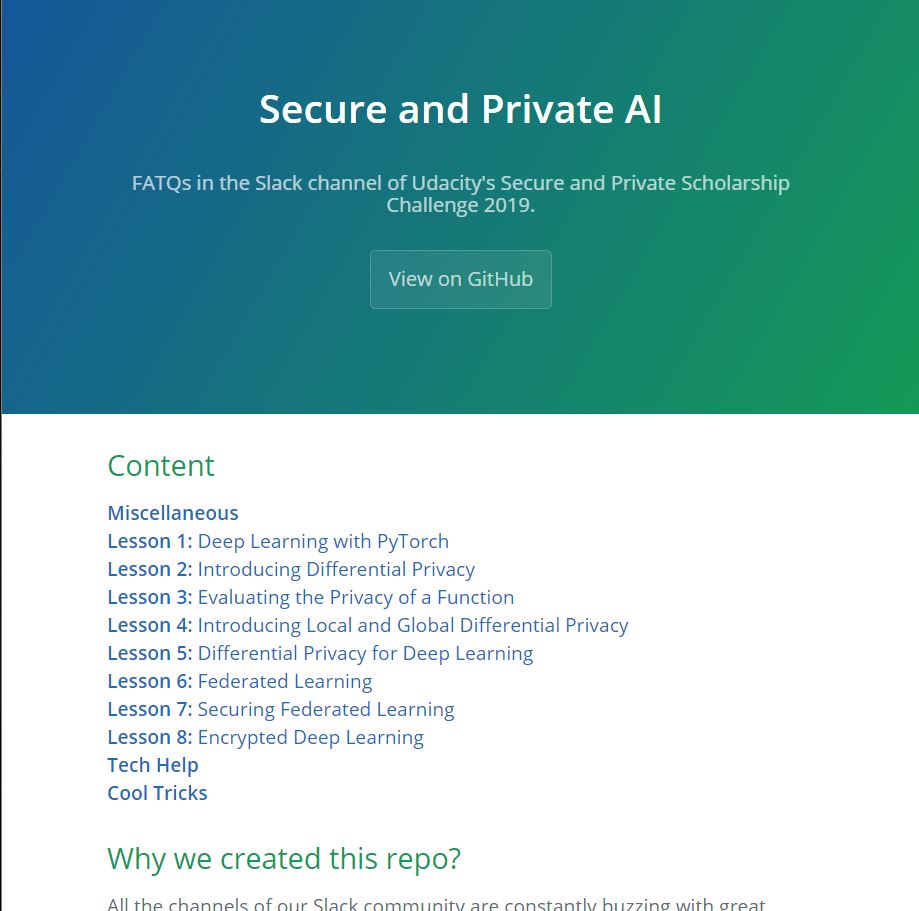 Secure and Private AI
FATQs in the Slack channel of Udacity's Secure and Private Scholarship
Challenge 2019.
View on GitHub
Content
Miscellaneous
Lesson 1: Deep Learning with PyTorch
Lesson 2: Introducing Differential Privacy
Lesson 3: Evaluating the Privacy of a Function
Lesson 4: Introducing Local and Global Differential Privacy
Lesson 5: Differential Privacy for Deep Learning
Lesson 6: Federated Learning
Lesson 7: Securing Federated Learning
Lesson 8: Encrypted Deep Learning
Tech Help
Cool Tricks
Why we created this repo?
All the channels of our Slack community are constantly buzzing with great